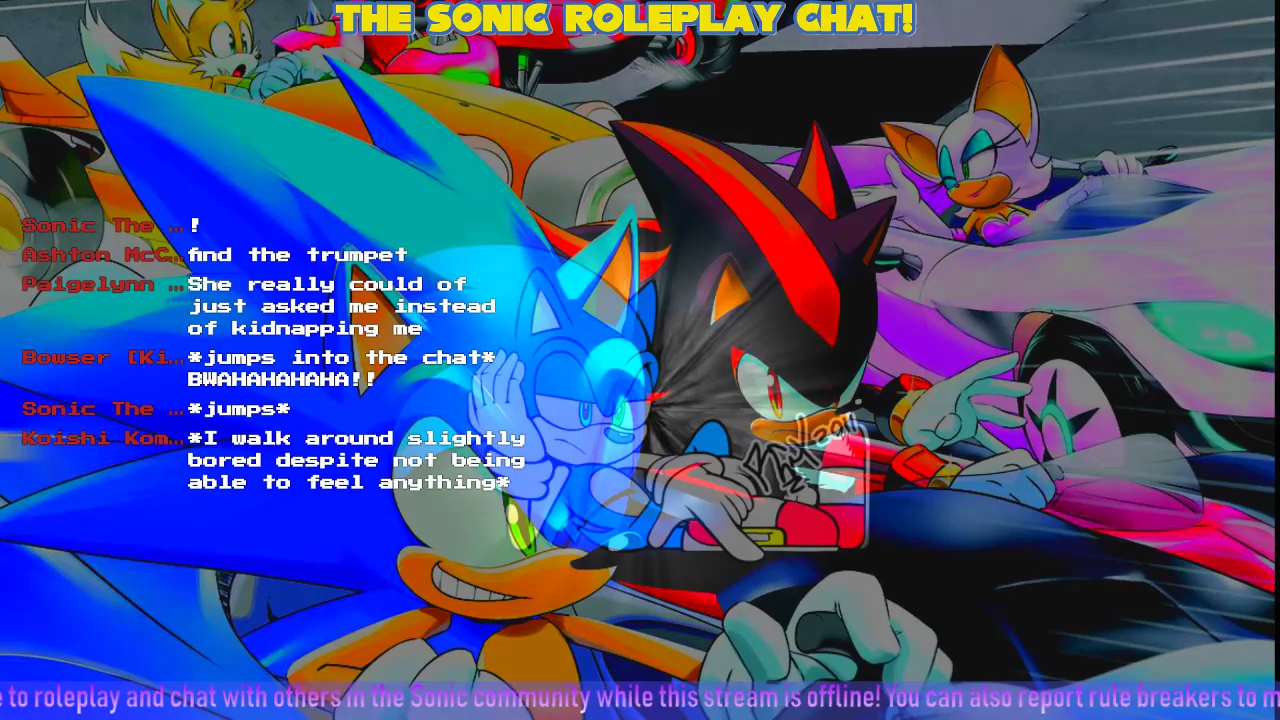 THE SONIC ROLEPLAY CHAT!
Sonic The ... !
Ashton McC... find the trumpet
Paigelynn ... She really could of
just asked me instead
of kidnapping me
Bowser [Ki... *jumps into the chat*
BWAHAHAHAHA!!
Sonic The ... *jumps*
Koishi Kom... *I walk around slightly
bored despite not being
able to feel anything*
e to roleplay and chat with others in the Sonic community while this stream is offline! You can also report rule breakers to m